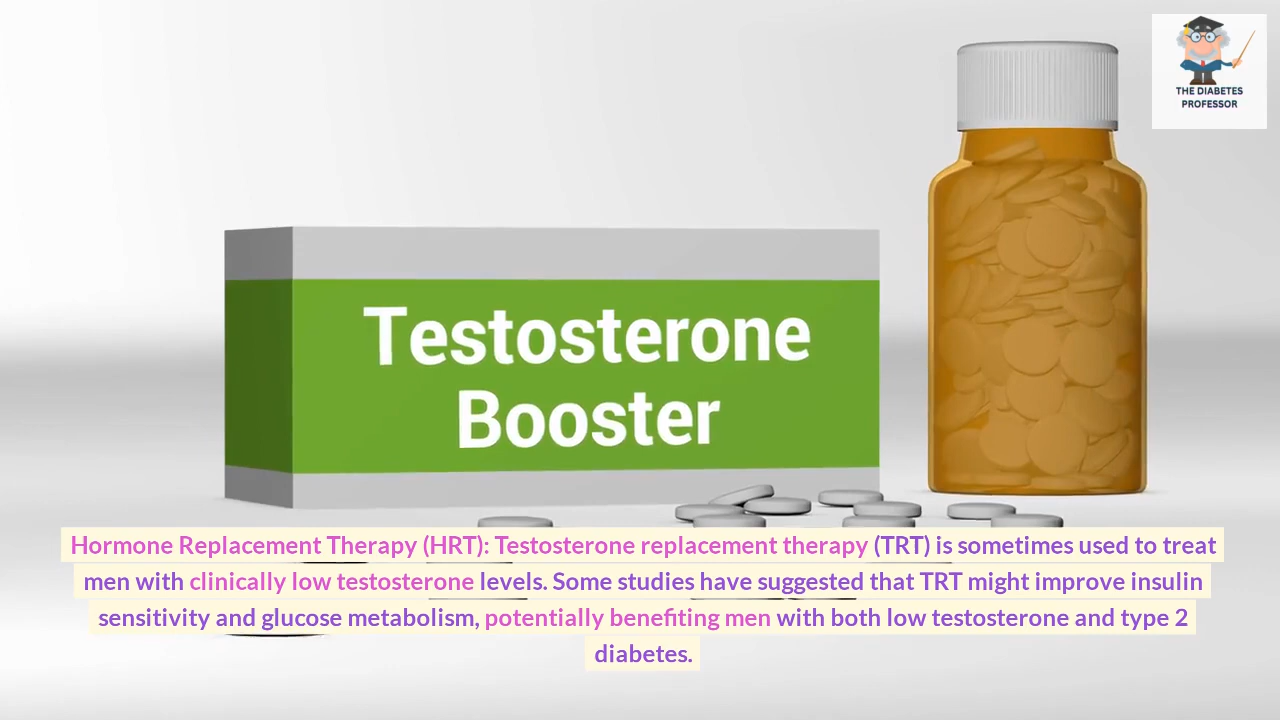 THE DIABETES
PROFESSOR
Testosterone
Booster
Hormone Replacement Therapy (HRT): Testosterone replacement therapy (TRT) is sometimes used to treat
men with clinically low testosterone levels. Some studies have suggested that TRT might improve insulin
sensitivity and glucose metabolism, potentially benefiting men with both low testosterone and type 2
diabetes.